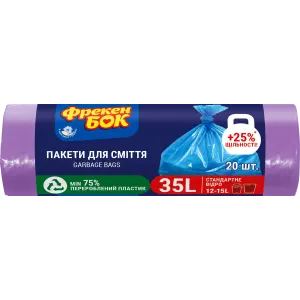 Фрекен
БОК
ПАКЕТИ ДЛЯ СМІТТЯ
GARBAGE BAGS
+25%
ЩІЛЬНОСТІ*
20 шт.
MIN 75%
ПЕРЕРОБЛЕНИЙ ПЛАСТИК
35L
СТАНДАРТНЕ
ВІДРО
12-15L